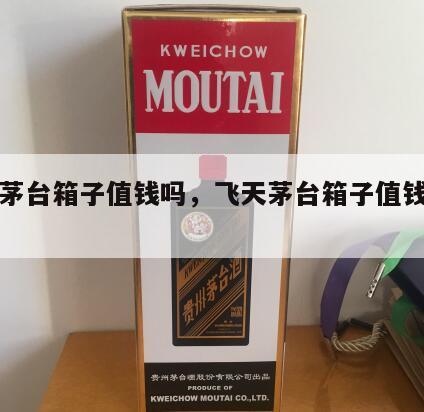 KWEICHOW
MOUTAI
茅台箱子值钱吗，飞天茅台箱子值钱
KWEICHOW
贵州茅台酒
贵州茅台酒股份有限公司出品
PRODUCE OF
KWEICHOW MOUTAI CO.,LTD.